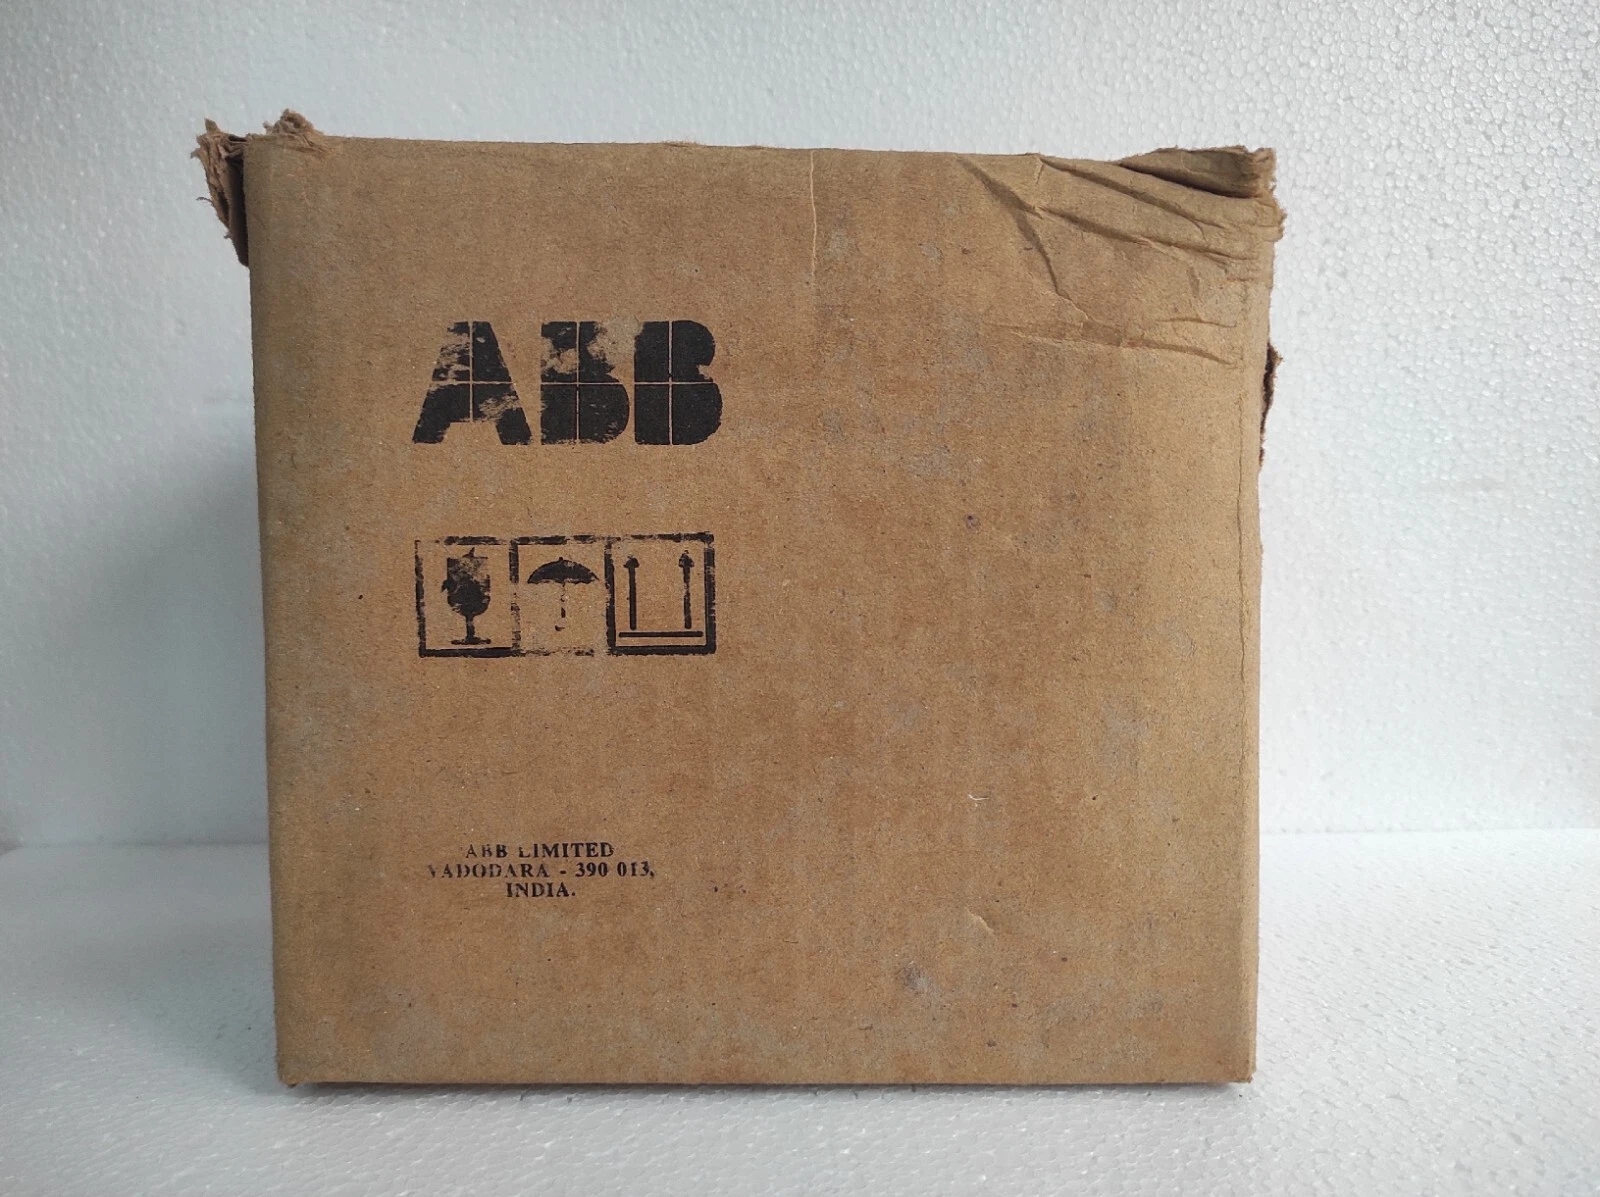 ABB
ABB LIMITED
VADODARA - 390 013,
INDIA.